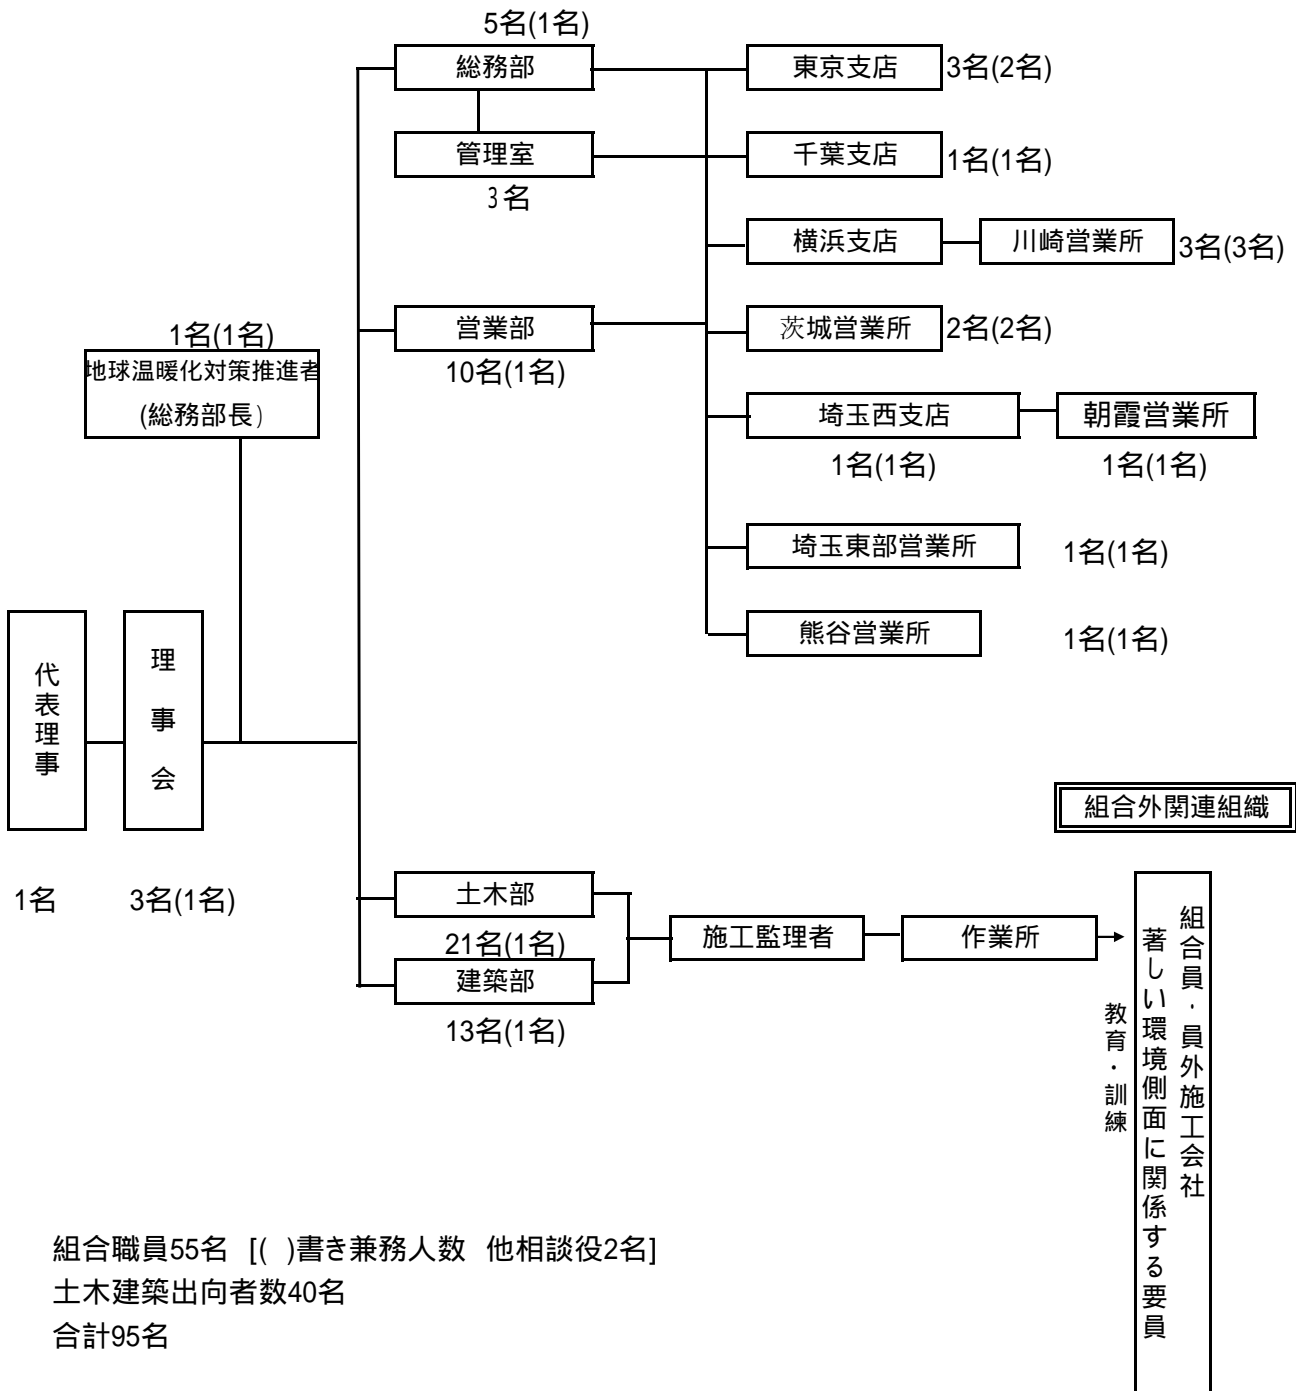 5名(1名)
総務部
東京支店
3名(2名)
管理室
3名
千葉支店
1名(1名)
横浜支店
川崎営業所
3名(3名)
営業部
10名(1名)
茨城営業所
2名(2名)
1名(1名)
地球温暖化対策推進者
(総務部長)
埼玉西支店
1名(1名)
朝霞営業所
1名(1名)
埼玉東部営業所
1名(1名)
熊谷営業所
1名(1名)
代表理事
1名
理事会
3名(1名)
組合外関連組織
土木部
21名(1名)
建築部
13名(1名)
施工監理者
作業所
組合員・員外施工会社
著しい環境側面に関係する要員
教育・訓練
組合職員55名 [( )書き兼務人数 他相談役2名]
土木建築出向者数40名
合計95名